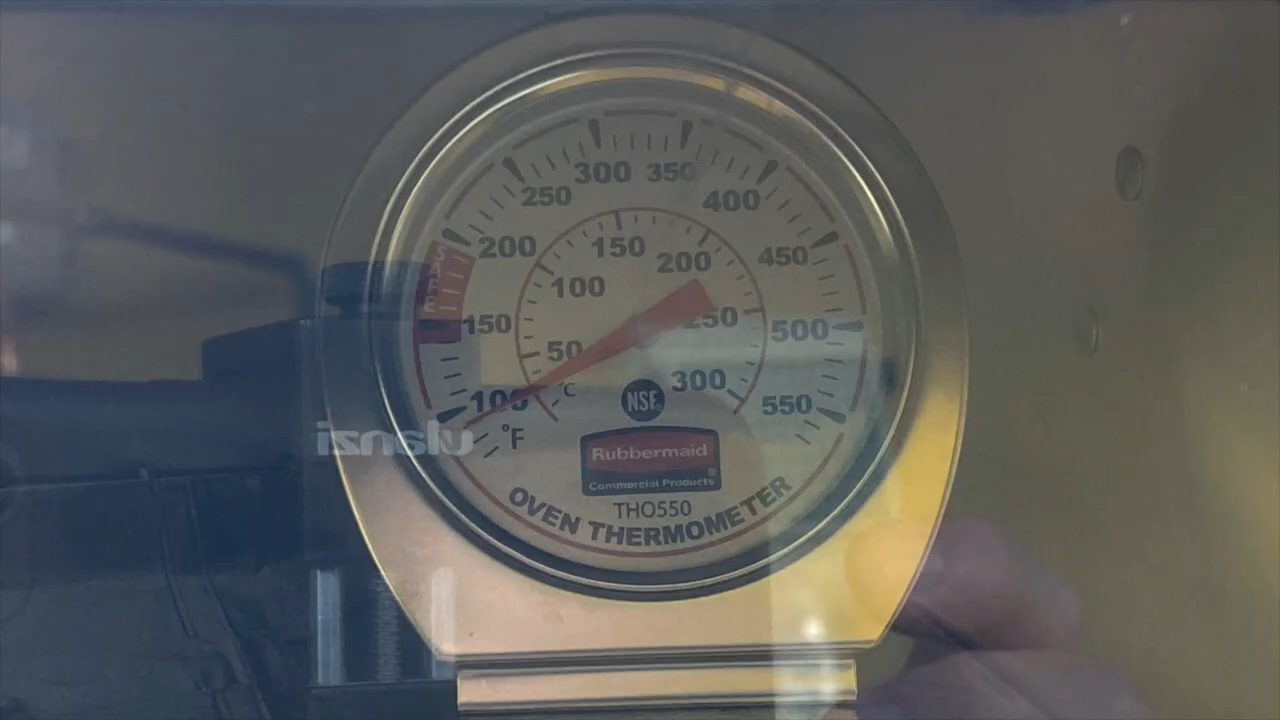 300 350
250 400
200 450
150 500
100 550
°F
SAFE
150
100 200
50 250
°C 300
NSF
Rubbermaid
Commercial Products®
THO550
OVEN THERMOMETER
ulanzi